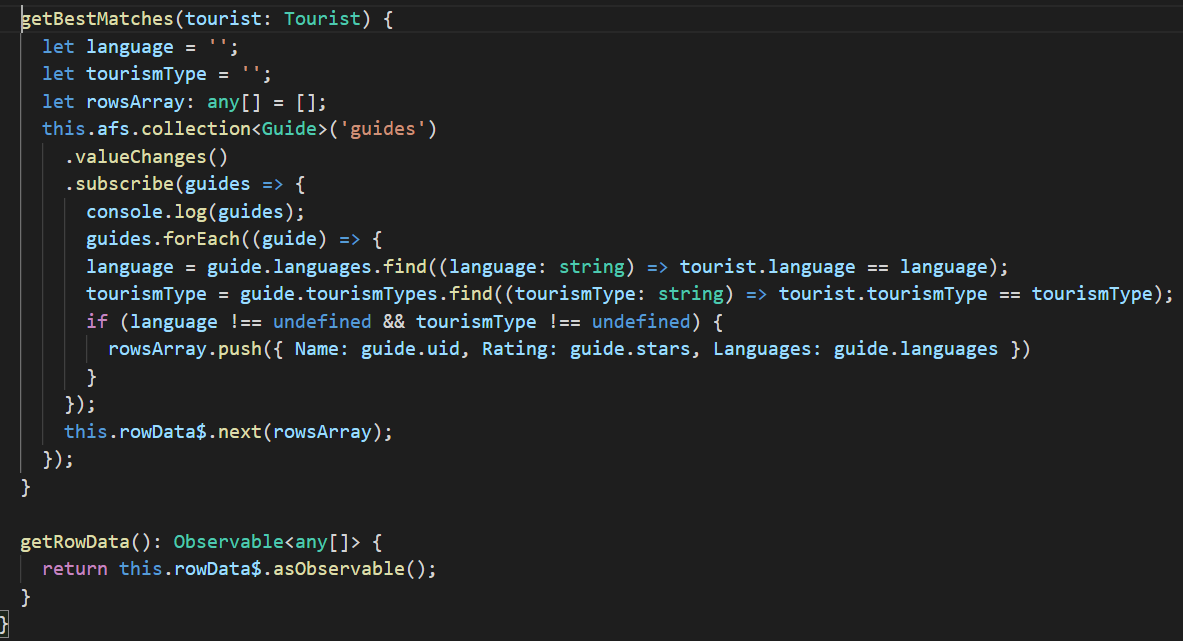 getBestMatches(tourist: Tourist) {
let language = '';
let tourismType = '';
let rowsArray: any[] = [];
this.afs.collection<Guide>('guides')
.valueChanges()
.subscribe(guides => {
console.log(guides);
guides.forEach((guide) => {
language = guide.languages.find((language: string) => tourist.language == language);
tourismType = guide.tourismTypes.find((tourismType: string) => tourist.tourismType == tourismType);
if (language !== undefined && tourismType !== undefined) {
rowsArray.push({ Name: guide.uid, Rating: guide.stars, Languages: guide.languages })
}
});
this.rowData$.next(rowsArray);
});
}
getRowData(): Observable<any[]> {
return this.rowData$.asObservable();
}
}